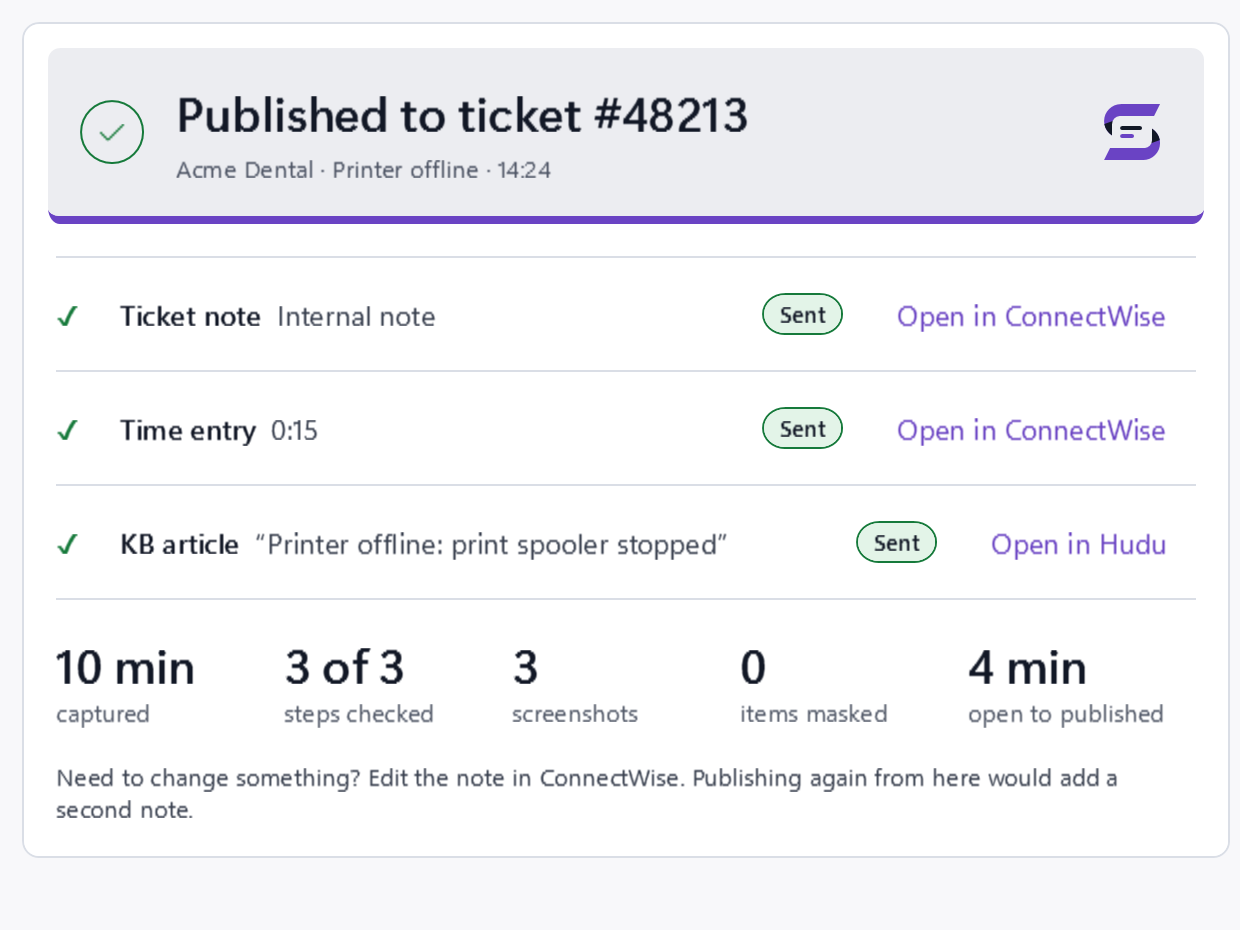 Published to ticket #48213
Acme Dental · Printer offline · 14:24
Ticket note Internal note Sent Open in ConnectWise
Time entry 0:15 Sent Open in ConnectWise
KB article “Printer offline: print spooler stopped” Sent Open in Hudu
10 min 3 of 3 3 0 4 min
captured steps checked screenshots items masked open to published
Need to change something? Edit the note in ConnectWise. Publishing again from here would add a
second note.